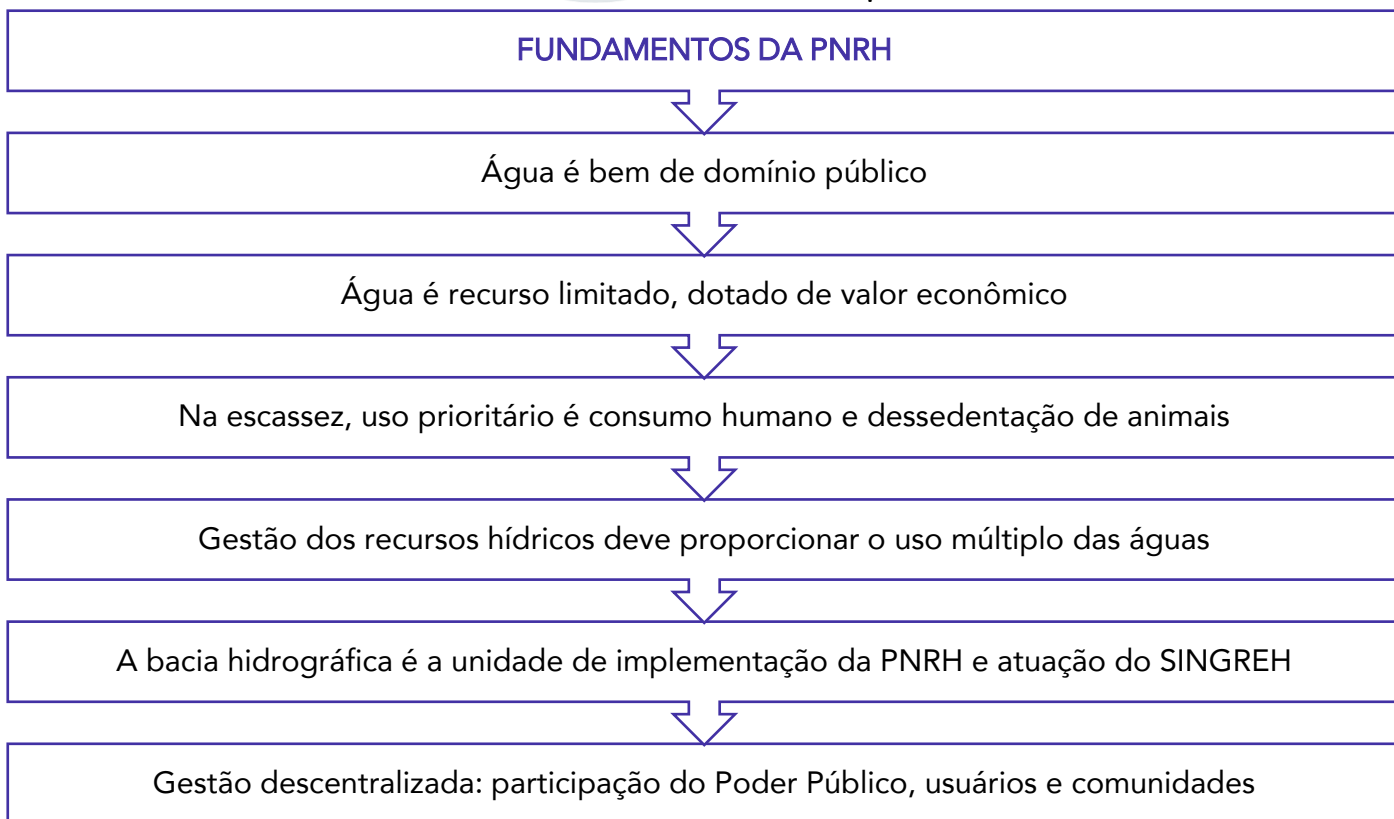 FUNDAMENTOS DA PNRH
Água é bem de domínio público
Água é recurso limitado, dotado de valor econômico
Na escassez, uso prioritário é consumo humano e dessedentação de animais
Gestão dos recursos hídricos deve proporcionar o uso múltiplo das águas
A bacia hidrográfica é a unidade de implementação da PNRH e atuação do SINGREH
Gestão descentralizada: participação do Poder Público, usuários e comunidades